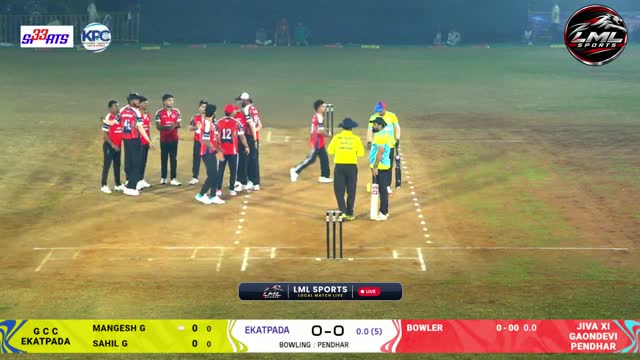 33
SPORTS
KPC
LML
SPORTS
12
LML SPORTS LIVE
LOCAL MATCH LIVE
G C C
EKATPADA
MANGESH G 0 0
SAHIL G 0 0
EKATPADA 0-0 0.0 (5)
BOWLING : PENDHAR
BOWLER 0-00 0.0
JIVA XI
GAONDEVI
PENDHAR